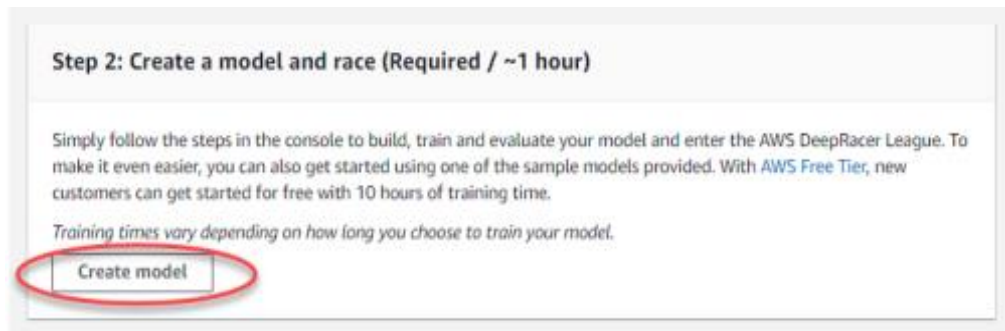 Step 2: Create a model and race (Required / ~1 hour)
Simply follow the steps in the console to build, train and evaluate your model and enter the AWS DeepRacer League. To
make it even easier, you can also get started using one of the sample models provided. With AWS Free Tier, new
customers can get started for free with 10 hours of training time.
Training times vary depending on how long you choose to train your model.
Create model